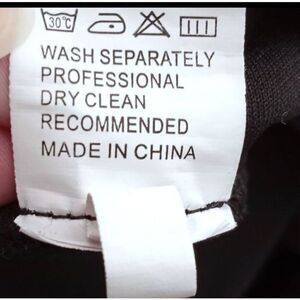 30°C
WASH SEPARATELY
PROFESSIONAL
DRY CLEAN
RECOMMENDED
MADE IN CHINA